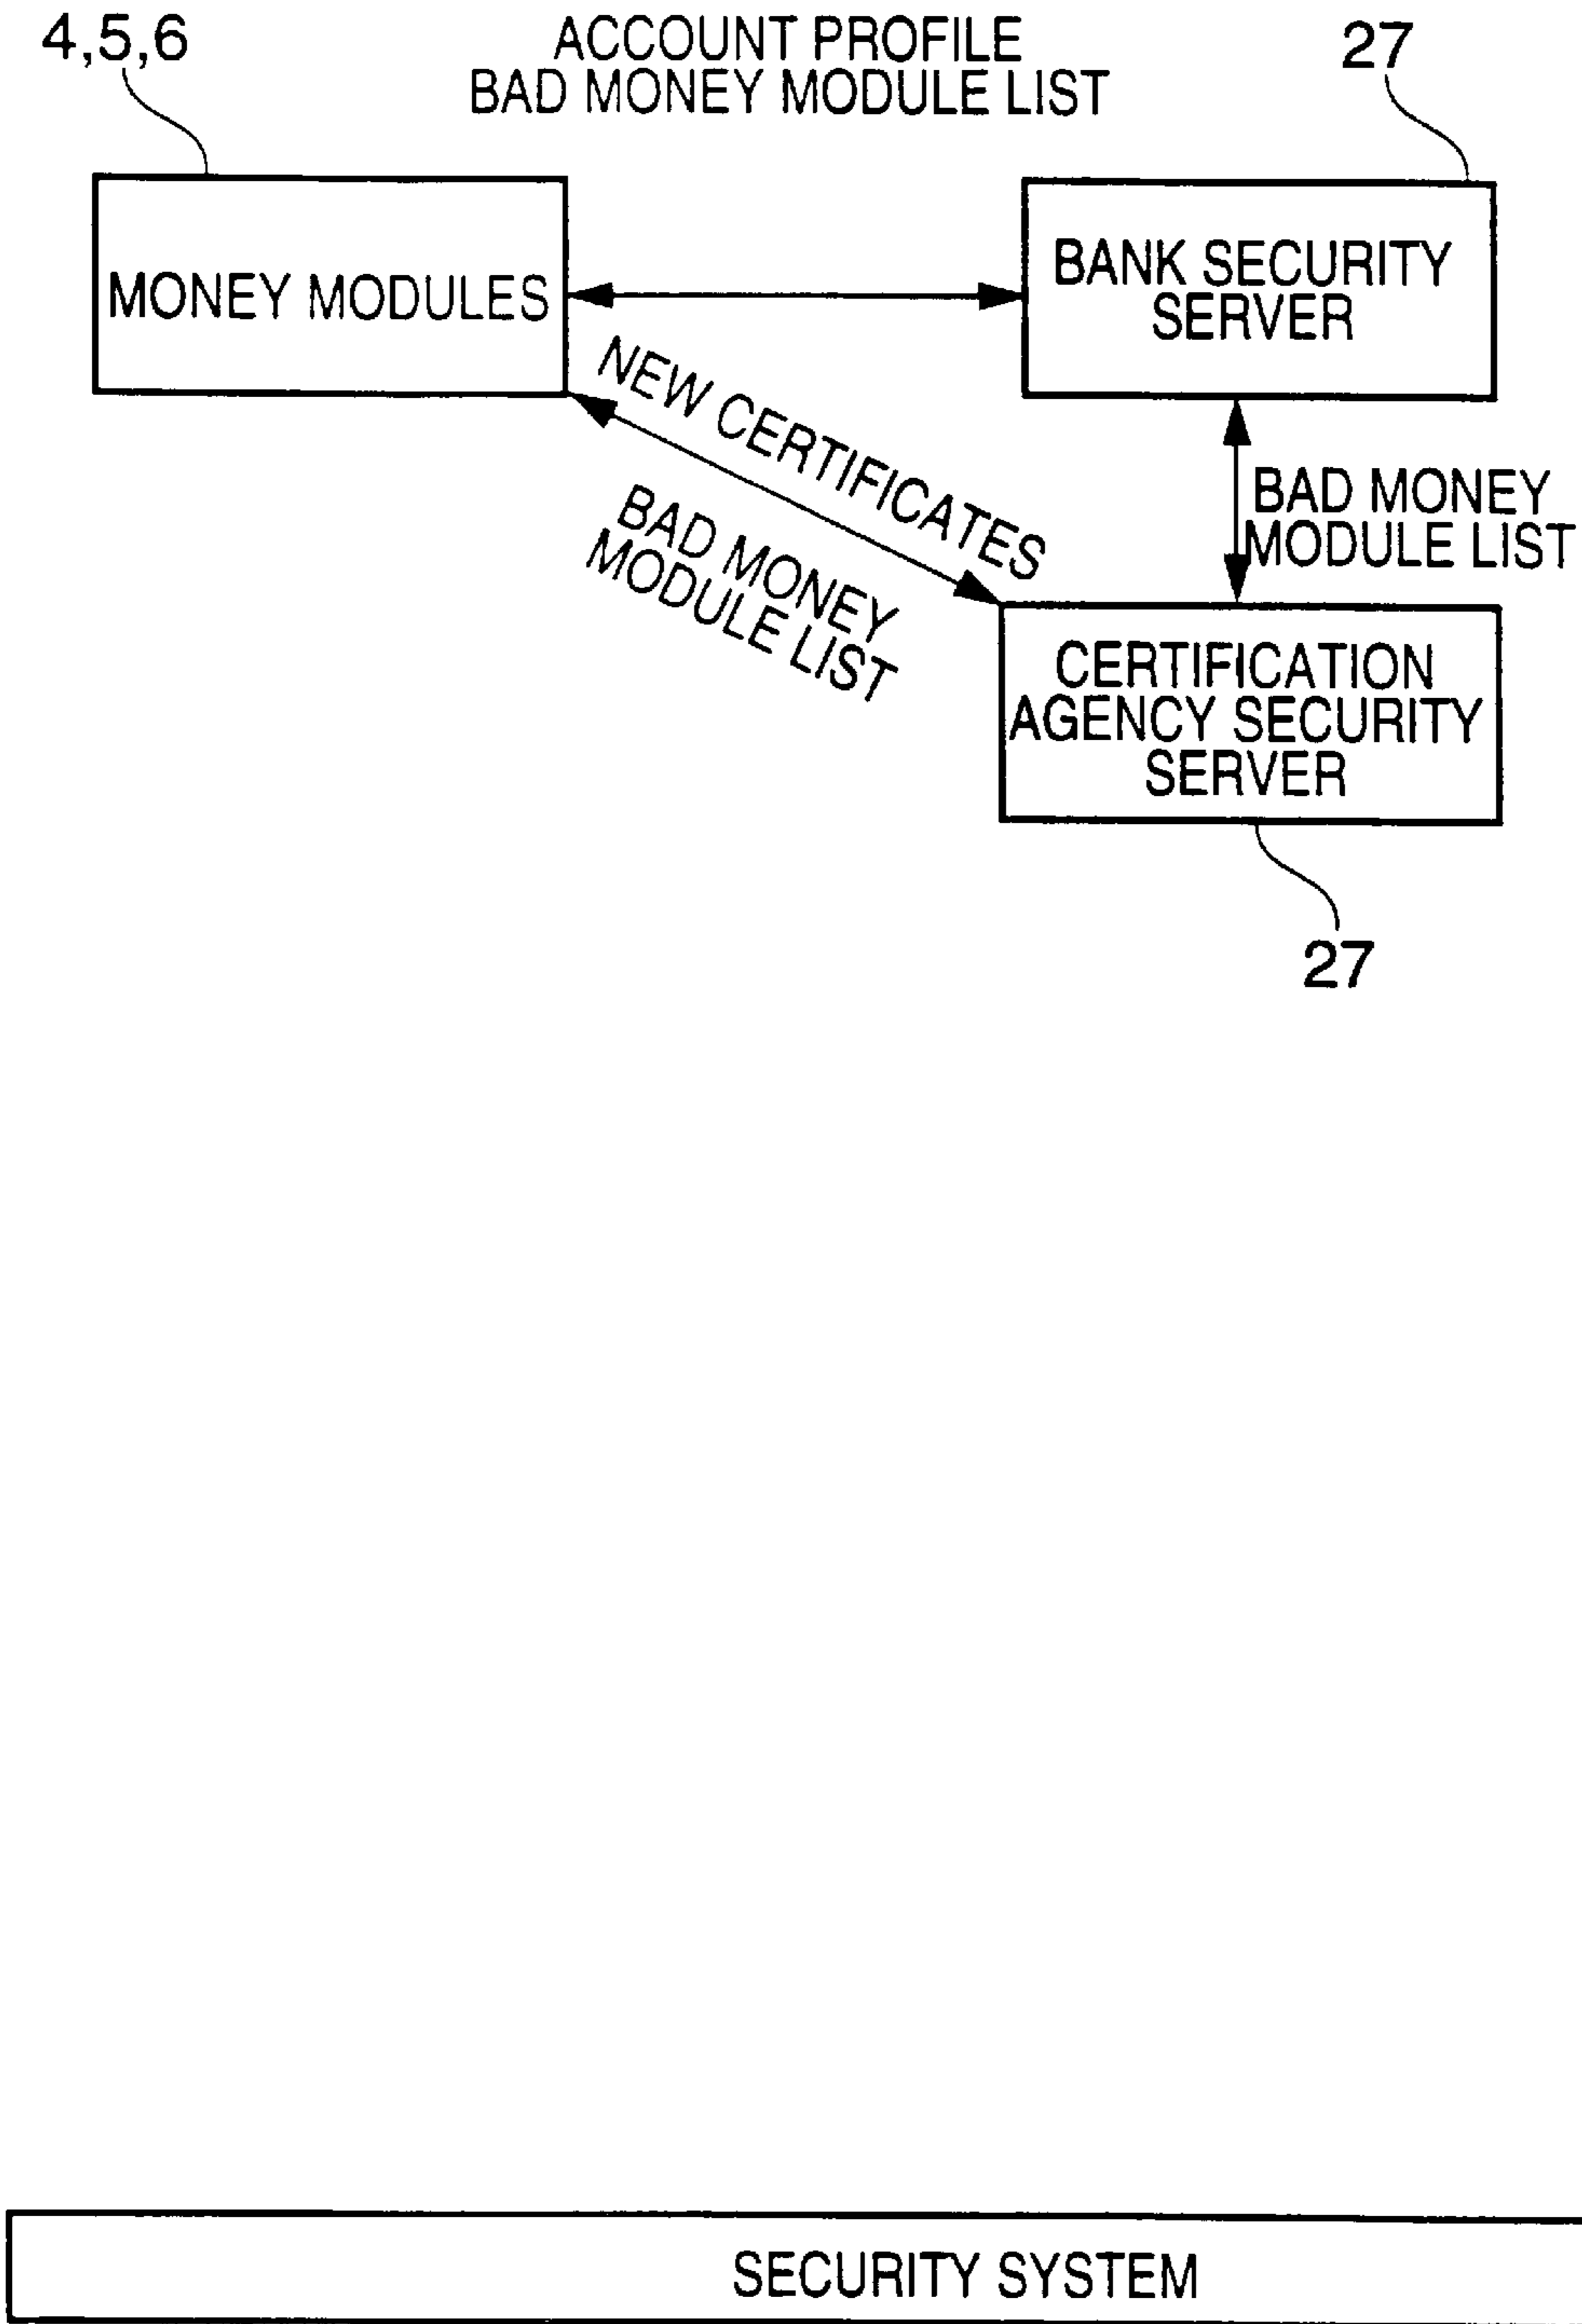 4,5,6
ACCOUNT PROFILE
BAD MONEY MODULE LIST
27
MONEY MODULES
BANK SECURITY
SERVER
NEW CERTIFICATES
BAD MONEY
MODULE LIST
BAD MONEY
MODULE LIST
CERTIFICATION
AGENCY SECURITY
SERVER
27
SECURITY SYSTEM